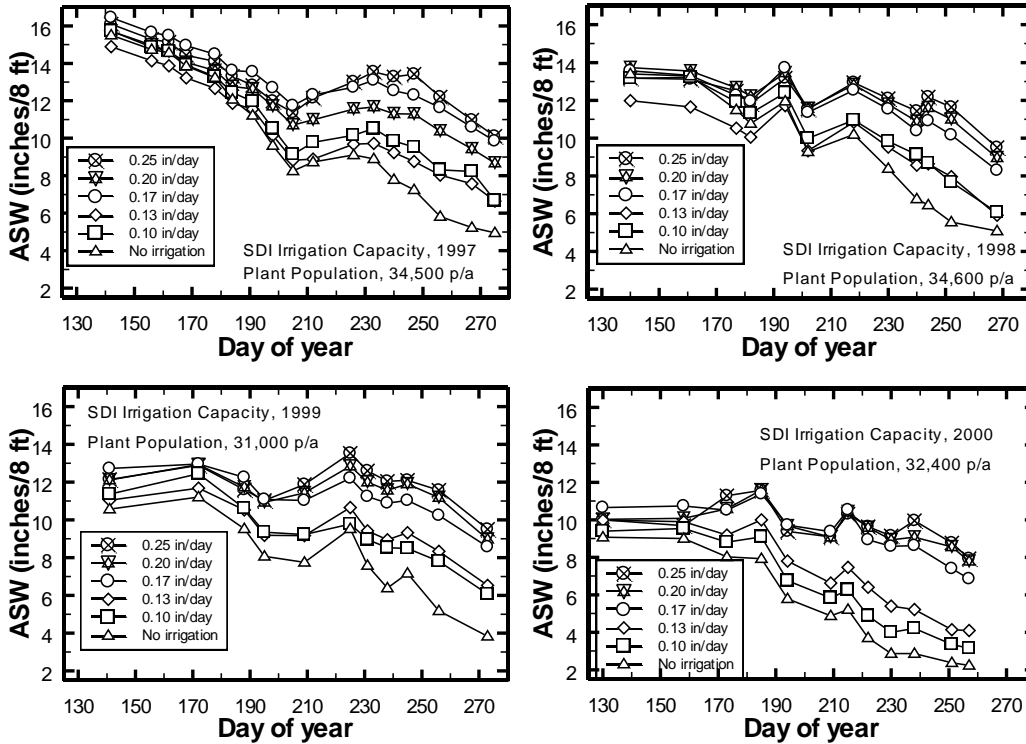 16
14
12
10
8
6
4
2
ASW (inches/8 ft)
0.25 in/day
0.20 in/day
0.17 in/day
0.13 in/day
0.10 in/day
No irrigation
SDI Irrigation Capacity, 1997
Plant Population, 34,500 p/a
130 150 170 190 210 230 250 270
Day of year
16
14
12
10
8
6
4
2
ASW (inches/8 ft)
0.25 in/day
0.20 in/day
0.17 in/day
0.13 in/day
0.10 in/day
No irrigation
SDI Irrigation Capacity, 1998
Plant Population, 34,600 p/a
130 150 170 190 210 230 250 270
Day of year
16
14
12
10
8
6
4
2
ASW (inches/8 ft)
SDI Irrigation Capacity, 1999
Plant Population, 31,000 p/a
0.25 in/day
0.20 in/day
0.17 in/day
0.13 in/day
0.10 in/day
No irrigation
130 150 170 190 210 230 250 270
Day of year
16
14
12
10
8
6
4
2
ASW (inches/8 ft)
SDI Irrigation Capacity, 2000
Plant Population, 32,400 p/a
0.25 in/day
0.20 in/day
0.17 in/day
0.13 in/day
0.10 in/day
No irrigation
130 150 170 190 210 230 250 270
Day of year